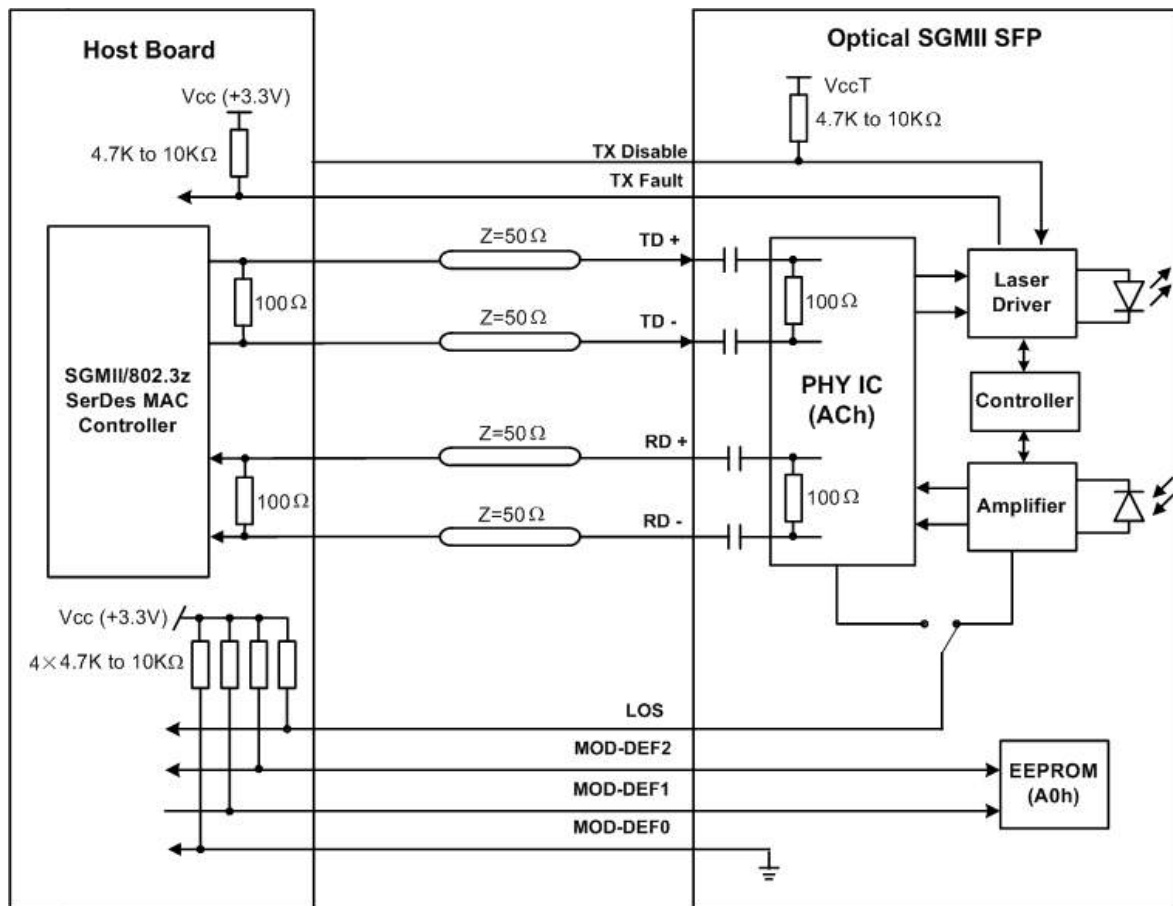 Host Board
Optical SGMII SFP
Vcc (+3.3V)
4.7K to 10KΩ
VccT
4.7K to 10KΩ
TX Disable
TX Fault
Z=50Ω
TD +
100Ω
Z=50Ω
TD -
100Ω
Laser
Driver
SGMII/802.3z
SerDes MAC
Controller
PHY IC
(ACh)
Controller
Z=50Ω
RD +
100Ω
Z=50Ω
RD -
100Ω
Amplifier
Vcc (+3.3V)
4×4.7K to 10KΩ
LOS
MOD-DEF2
MOD-DEF1
MOD-DEF0
EEPROM
(A0h)